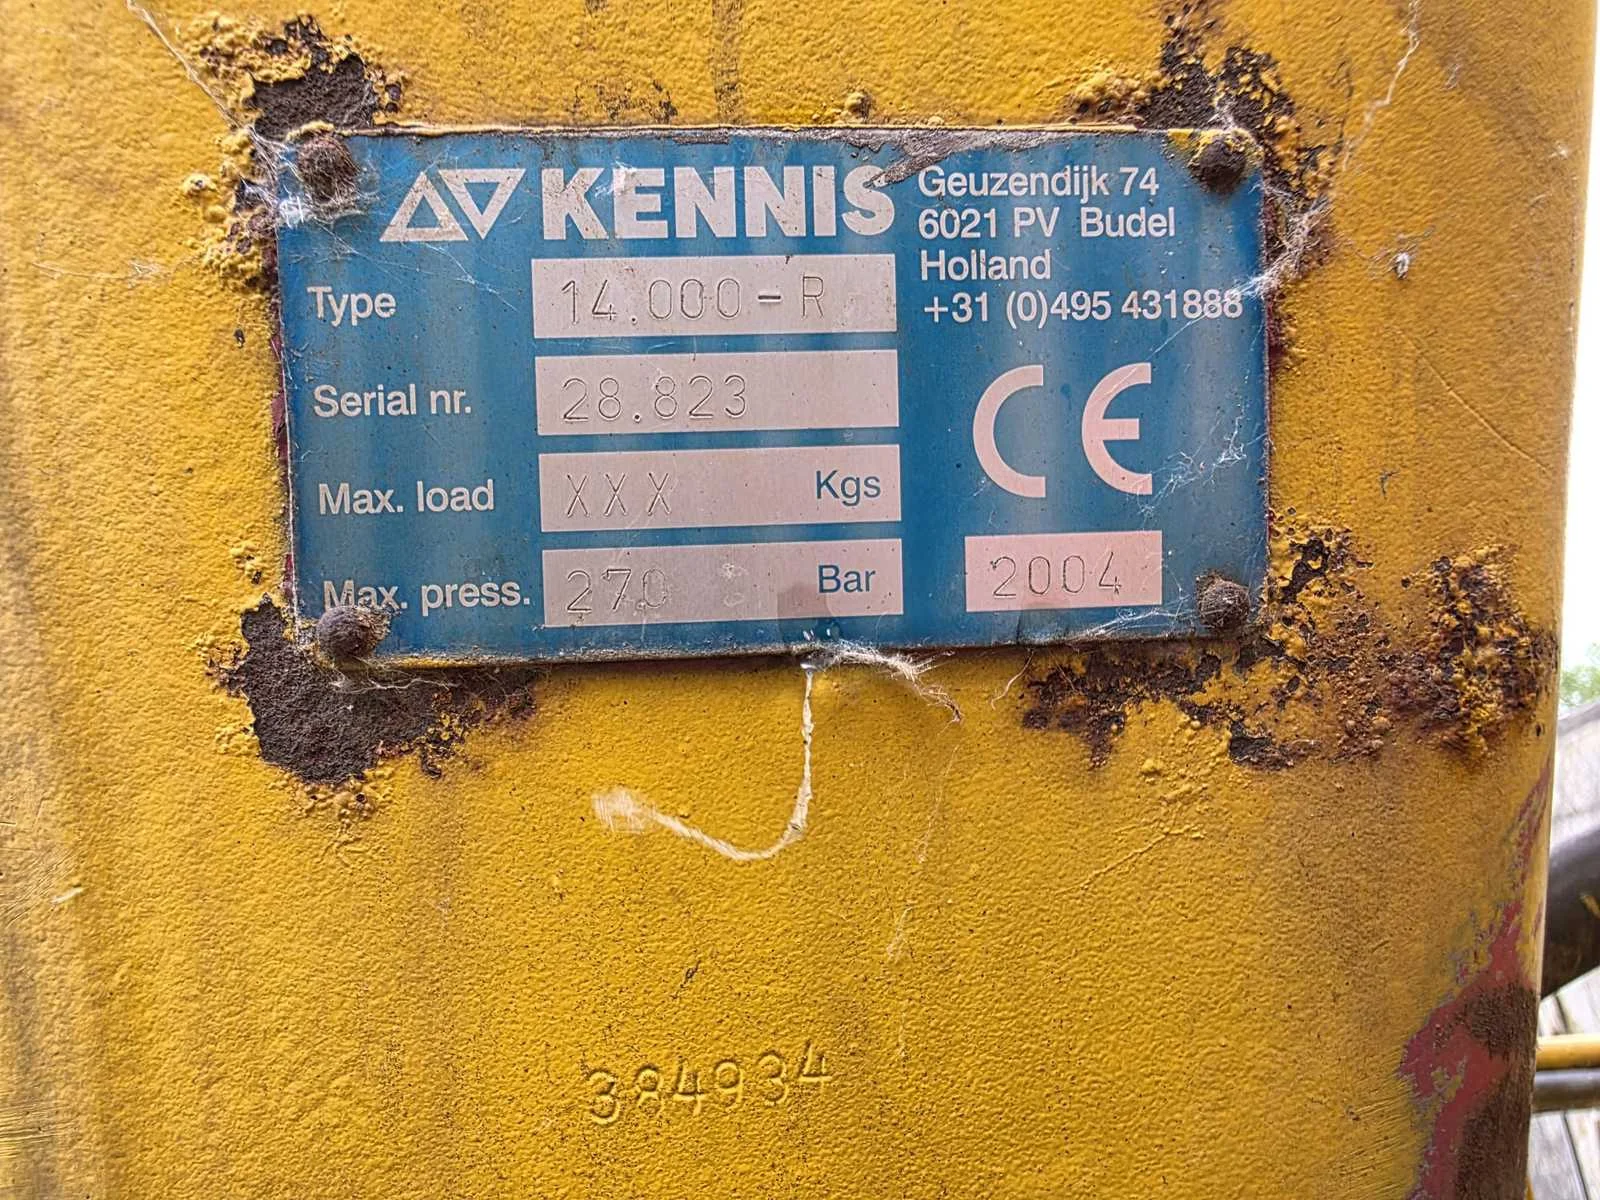 KENNIS
Geuzendijk 74
6021 PV Budel
Holland
+31 (0)495 431888
Type 14.000-R
Serial nr. 28.823
Max. load XXX Kgs
Max. press. 270 Bar
CE
2004
384934